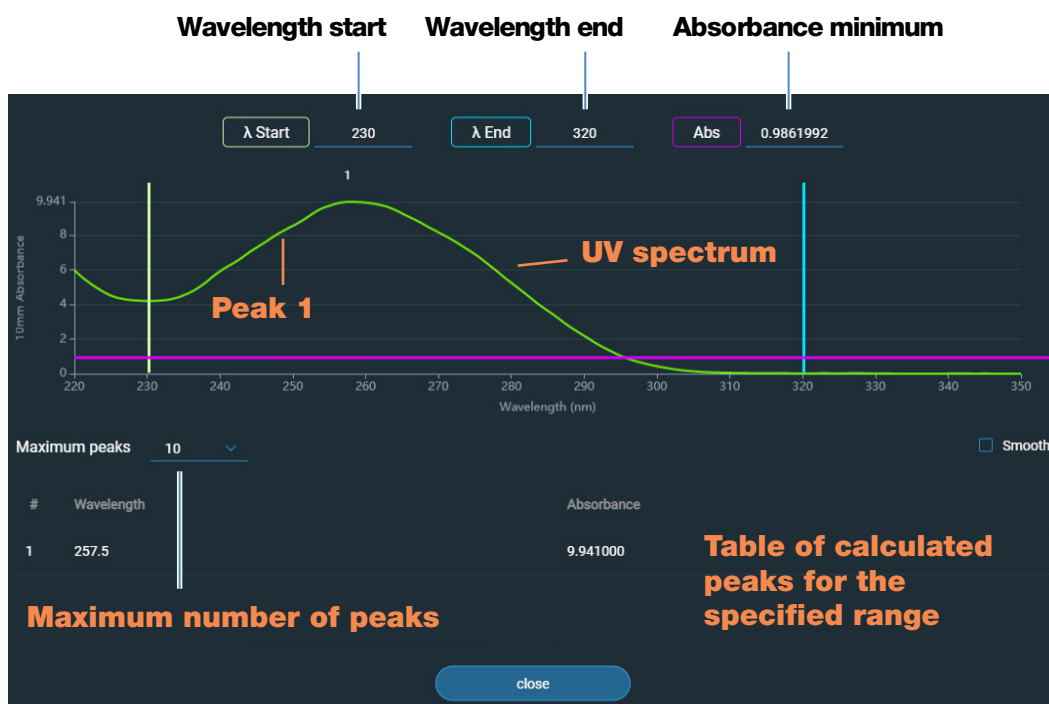 Wavelength start Wavelength end Absorbance minimum
λ Start 230 λ End 320 Abs 0.9861992
1
9.941
8
6
4
2
0
10mm Absorbance
UV spectrum
Peak 1
220 230 240 250 260 270 280 290 300 310 320 330 340 350
Wavelength (nm)
Maximum peaks 10 Smooth
# Wavelength Absorbance
1 257.5 9.941000
Table of calculated
peaks for the
specified range
Maximum number of peaks
close